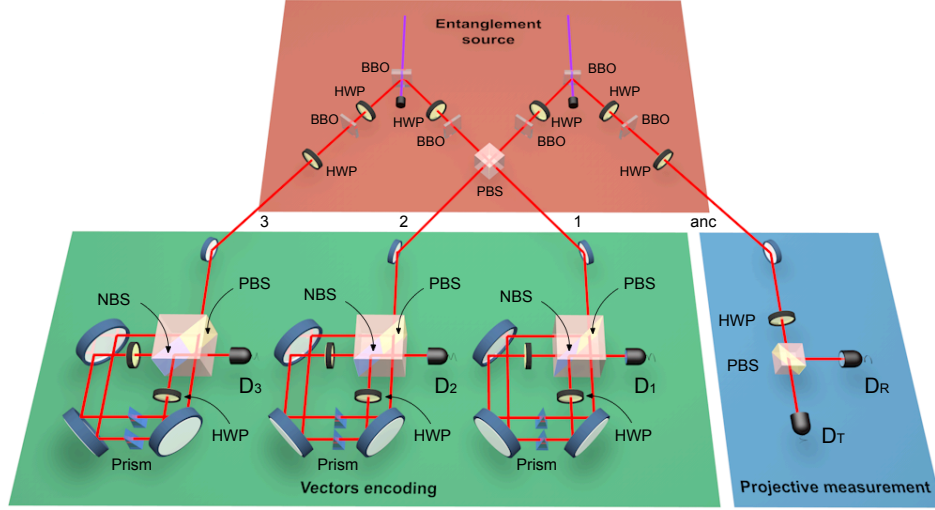 Entanglement
source
BBO
BBO
HWP
HWP
BBO
HWP
HWP
BBO
BBO
BBO
HWP
HWP
PBS
3
2
1
anc
NBS
PBS
NBS
PBS
NBS
PBS
HWP
PBS
D3
D2
D1
DR
HWP
HWP
HWP
DT
Prism
Prism
Prism
Vectors encoding
Projective measurement